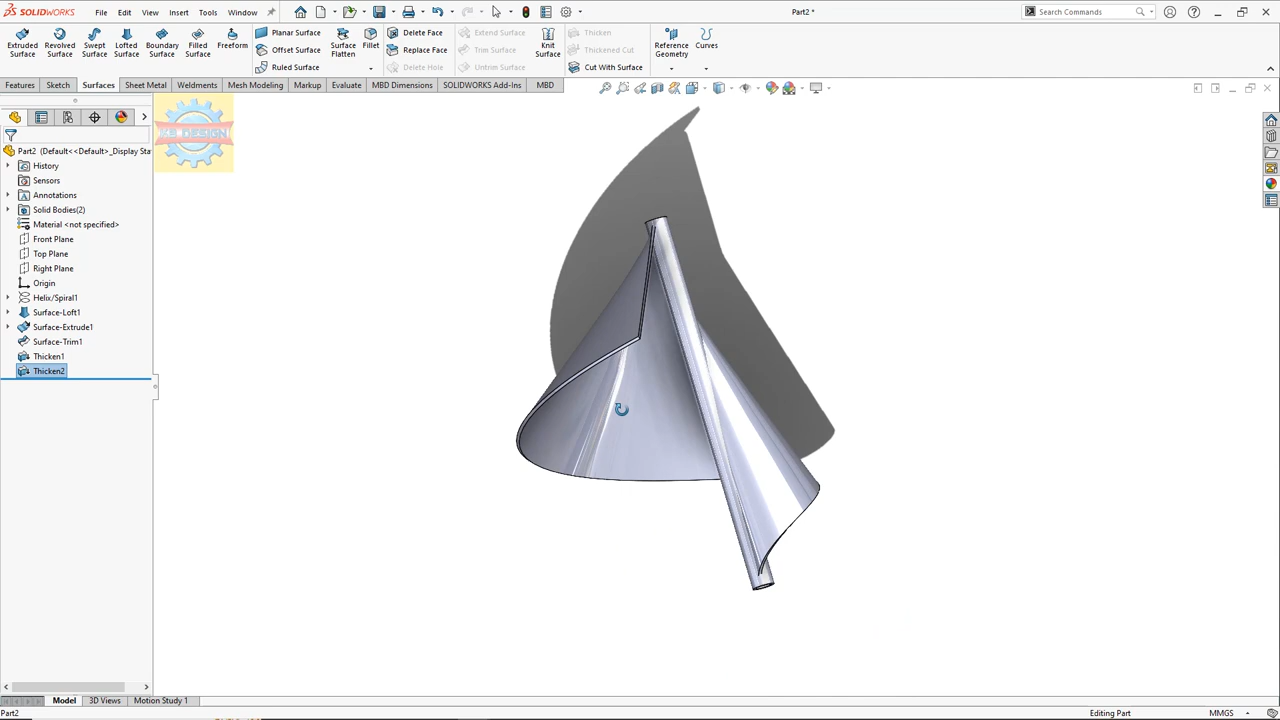 SOLIDWORKS File Edit View Insert Tools Window Part2 * Search Commands
Extruded Surface
Revolved Surface
Swept Surface
Lofted Surface
Boundary Surface
Filled Surface
Freeform
Planar Surface
Offset Surface
Ruled Surface
Surface Flatten
Fillet
Delete Face
Replace Face
Delete Hole
Extend Surface
Trim Surface
Untrim Surface
Knit Surface
Thicken
Thickened Cut
Cut With Surface
Reference Geometry
Curves
Features Sketch Surfaces Sheet Metal Weldments Mesh Modeling Markup Evaluate MBD Dimensions SOLIDWORKS Add-Ins MBD
KB DESIGN
Part2 (Default<<Default>_Display Sta
History
Sensors
Annotations
Solid Bodies(2)
Material <not specified>
Front Plane
Top Plane
Right Plane
Origin
Helix/Spiral1
Surface-Loft1
Surface-Extrude1
Surface-Trim1
Thicken1
Thicken2
Model 3D Views Motion Study 1
Part2 Editing Part MMGS